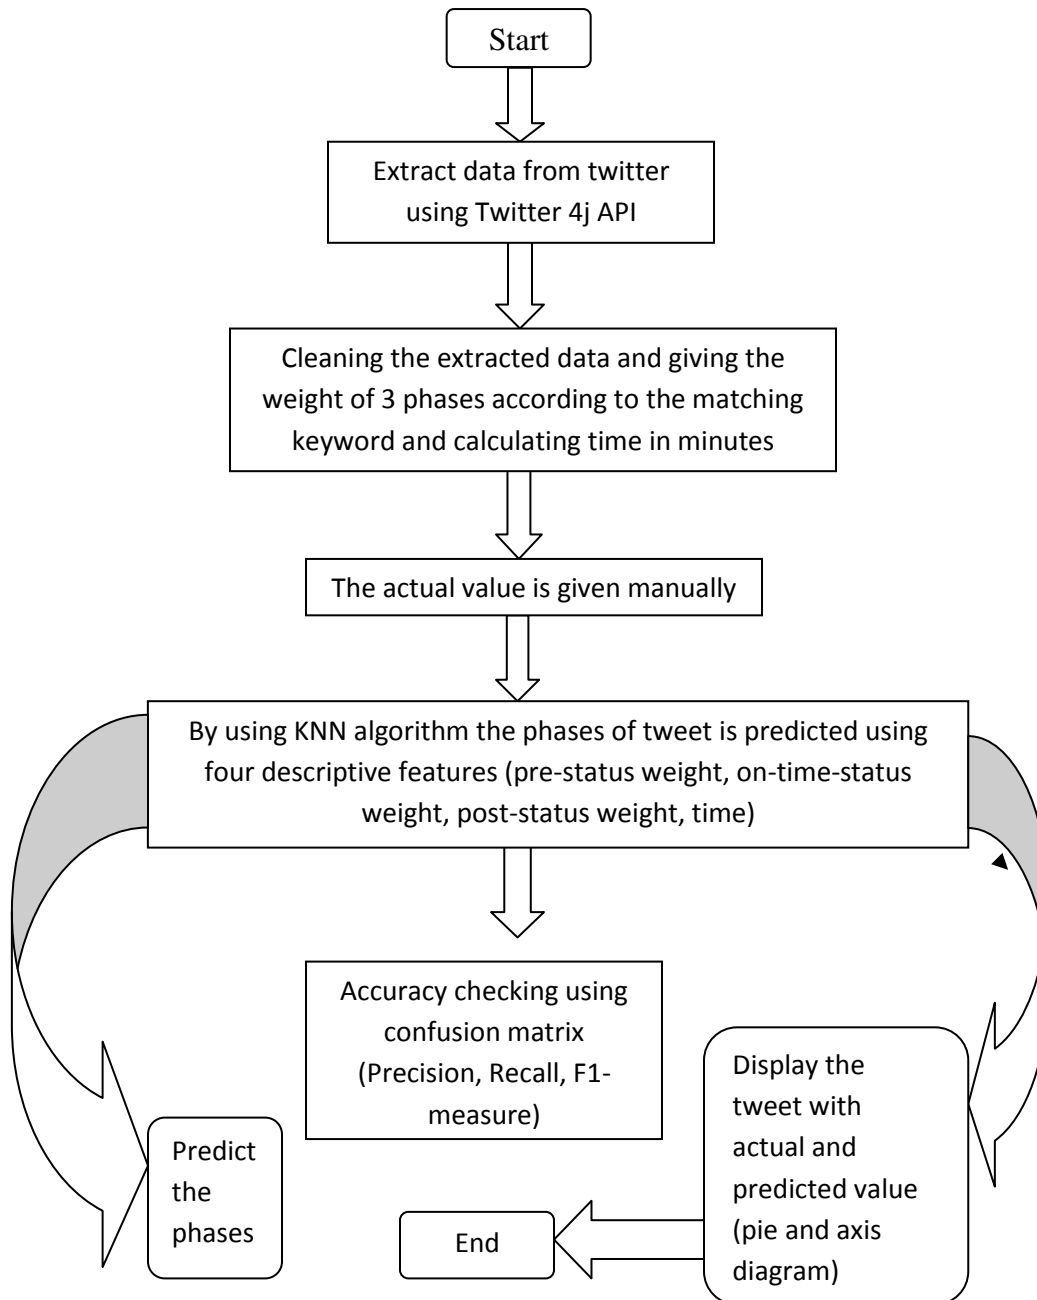 Start
Extract data from twitter
using Twitter 4j API
Cleaning the extracted data and giving the
weight of 3 phases according to the matching
keyword and calculating time in minutes
The actual value is given manually
By using KNN algorithm the phases of tweet is predicted using
four descriptive features (pre-status weight, on-time-status
weight, post-status weight, time)
Accuracy checking using
confusion matrix
(Precision, Recall, F1-
measure)
Predict
the
phases
Display the
tweet with
actual and
predicted value
(pie and axis
diagram)
End